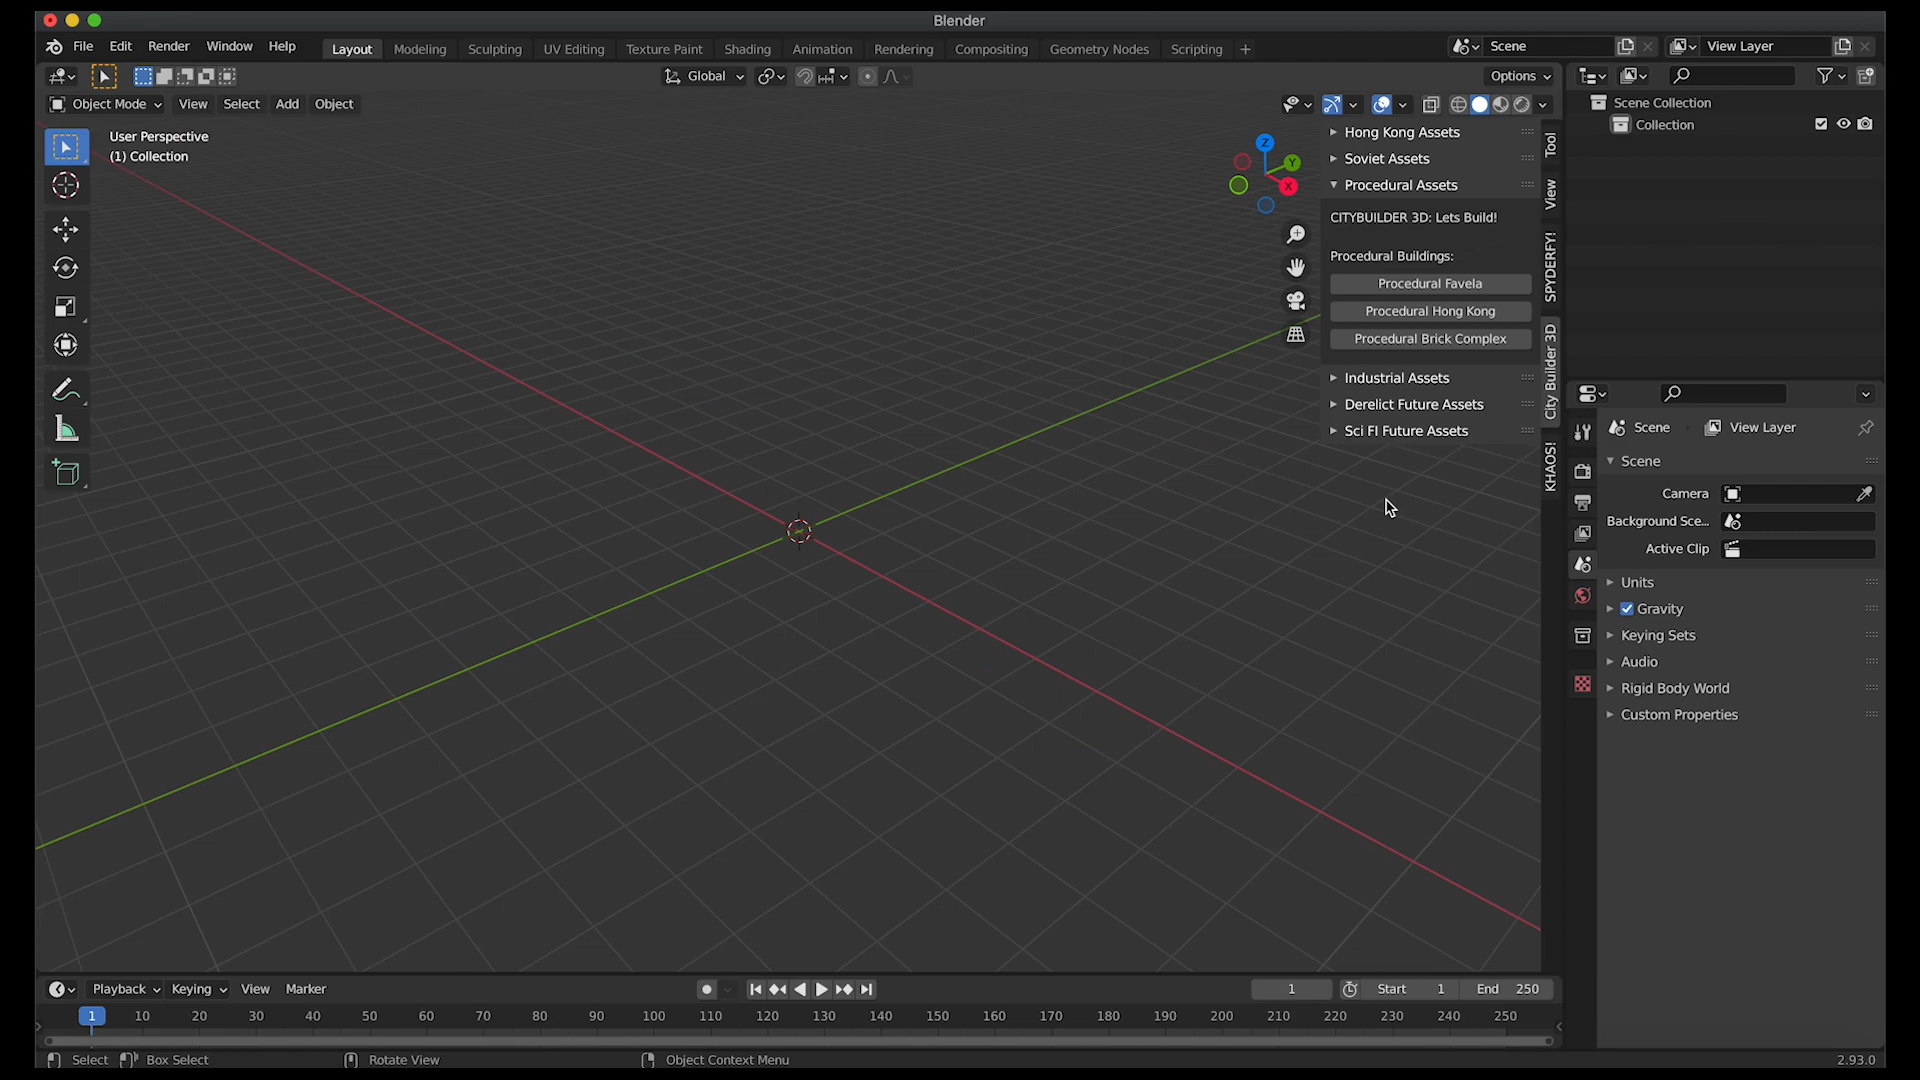 Blender
File Edit Render Window Help Layout Modeling Sculpting UV Editing Texture Paint Shading Animation Rendering Compositing Geometry Nodes Scripting + Scene View Layer
Global Options
Object Mode View Select Add Object
User Perspective
(1) Collection
Z
Y
X
Hong Kong Assets
Soviet Assets
Procedural Assets
CITYBUILDER 3D: Lets Build!
Procedural Buildings:
Procedural Favela
Procedural Hong Kong
Procedural Brick Complex
Industrial Assets
Derelict Future Assets
Sci FI Future Assets
Tool
View
SPYDERFY!
City Builder 3D
KHAOS!
Scene Collection
Collection
Scene View Layer
Scene
Camera
Background Sce...
Active Clip
Units
Gravity
Keying Sets
Audio
Rigid Body World
Custom Properties
Playback Keying View Marker 1 Start 1 End 250
1 10 20 30 40 50 60 70 80 90 100 110 120 130 140 150 160 170 180 190 200 210 220 230 240 250
Select Box Select Rotate View Object Context Menu 2.93.0